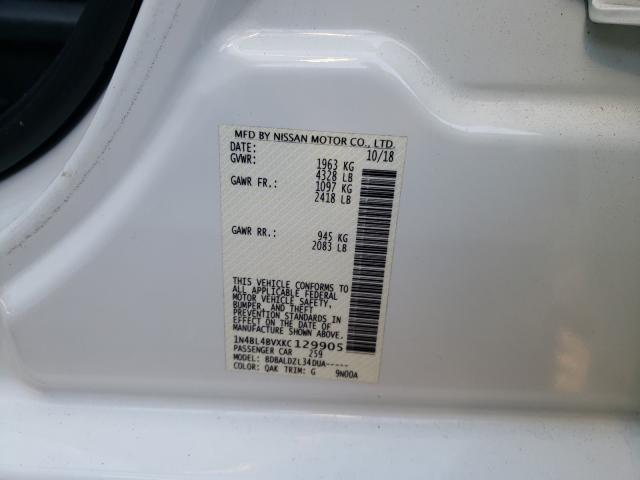 MFD BY NISSAN MOTOR CO., LTD.
DATE: 10/18
GVWR: 1963 KG
4328 LB
GAWR FR.: 1097 KG
2418 LB
GAWR RR.: 945 KG
2083 LB
THIS VEHICLE CONFORMS TO
ALL APPLICABLE FEDERAL
MOTOR VEHICLE SAFETY,
BUMPER, AND THEFT
PREVENTION STANDARDS IN
EFFECT ON THE DATE OF
MANUFACTURE SHOWN ABOVE.
1N4BL4BVXKC129905
PASSENGER CAR 259
MODEL: BDBALDZL34DUA-----
COLOR: QAK TRIM: G 9N00A